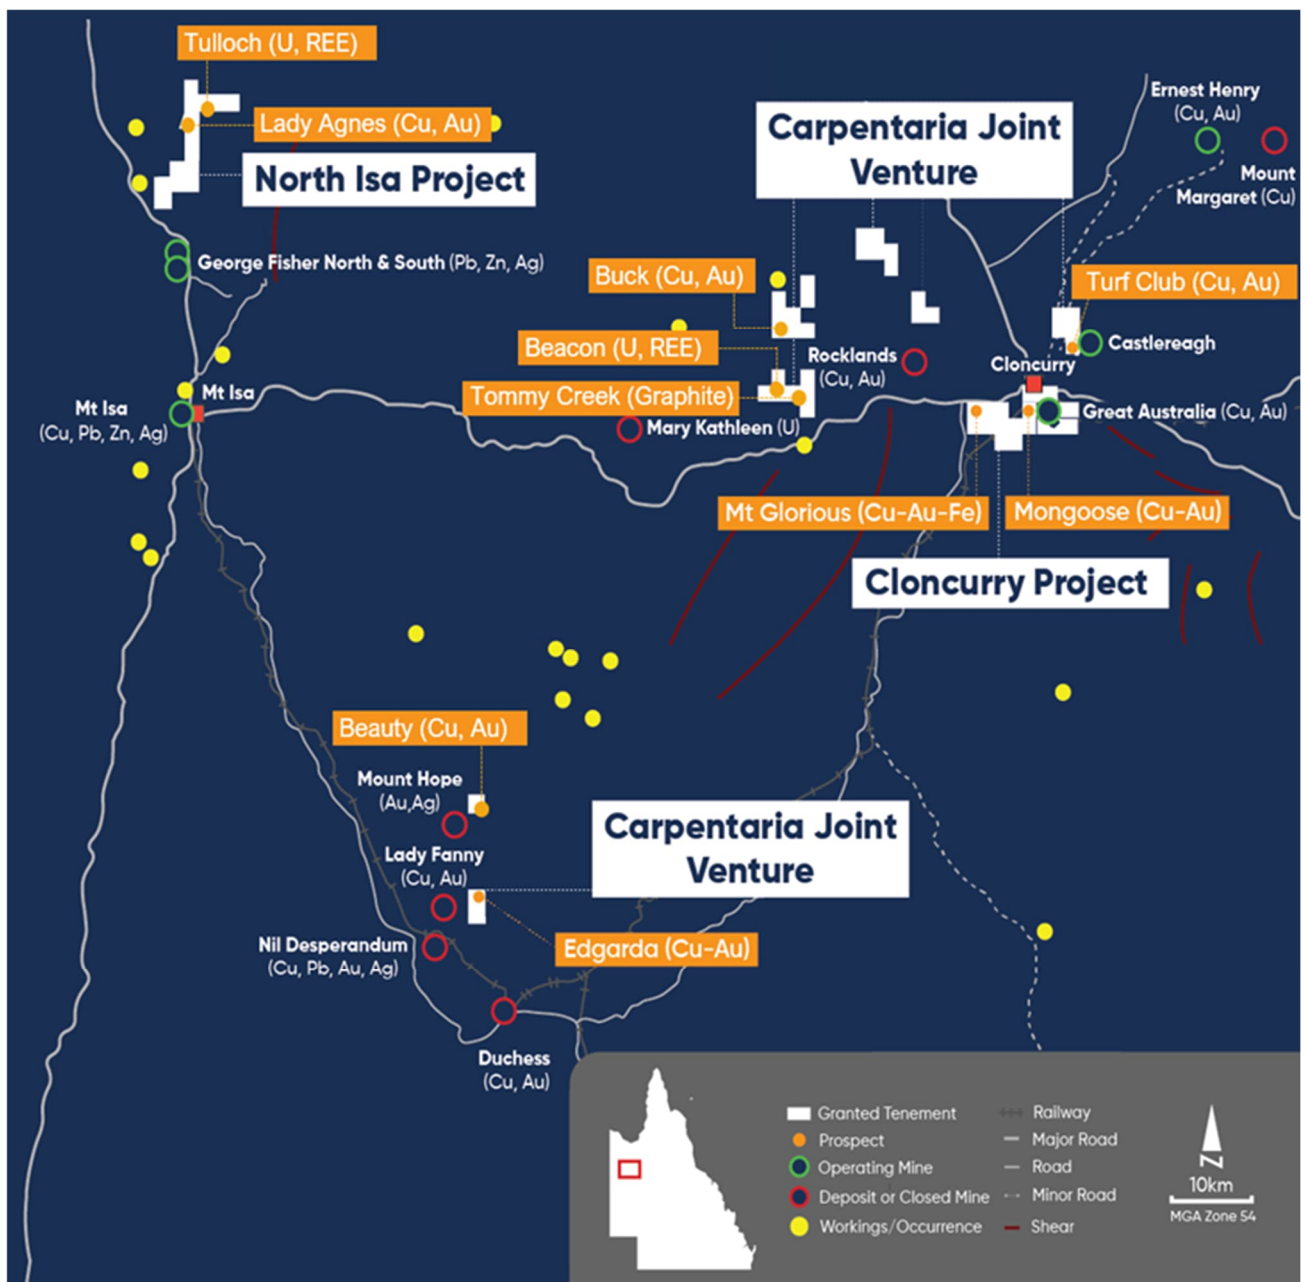 Tulloch (U, REE)
Lady Agnes (Cu, Au)
North Isa Project
George Fisher North & South (Pb, Zn, Ag)
Carpentaria Joint
Venture
Ernest Henry
(Cu, Au)
Mount
Margaret (Cu)
Buck (Cu, Au)
Turf Club (Cu, Au)
Beacon (U, REE)
Rocklands
(Cu, Au)
Castlereagh
Cloncurry
Mt Isa
Mt Isa
(Cu, Pb, Zn, Ag)
Tommy Creek (Graphite)
Mary Kathleen (U)
Great Australia (Cu, Au)
Mt Glorious (Cu-Au-Fe)
Mongoose (Cu-Au)
Cloncurry Project
Beauty (Cu, Au)
Mount Hope
(Au,Ag)
Carpentaria Joint
Venture
Lady Fanny
(Cu, Au)
Nil Desperandum
(Cu, Pb, Au, Ag)
Edgarda (Cu-Au)
Duchess
(Cu, Au)
Granted Tenement
Prospect
Operating Mine
Deposit or Closed Mine
Workings/Occurrence
Railway
Major Road
Road
Minor Road
Shear
N
10km
MGA Zone 54